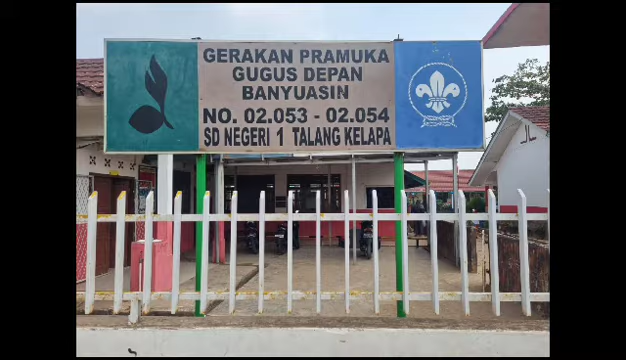 GERAKAN PRAMUKA
GUGUS DEPAN
BANYUASIN
NO. 02.053 - 02.054
SD NEGERI 1 TALANG KELAPA